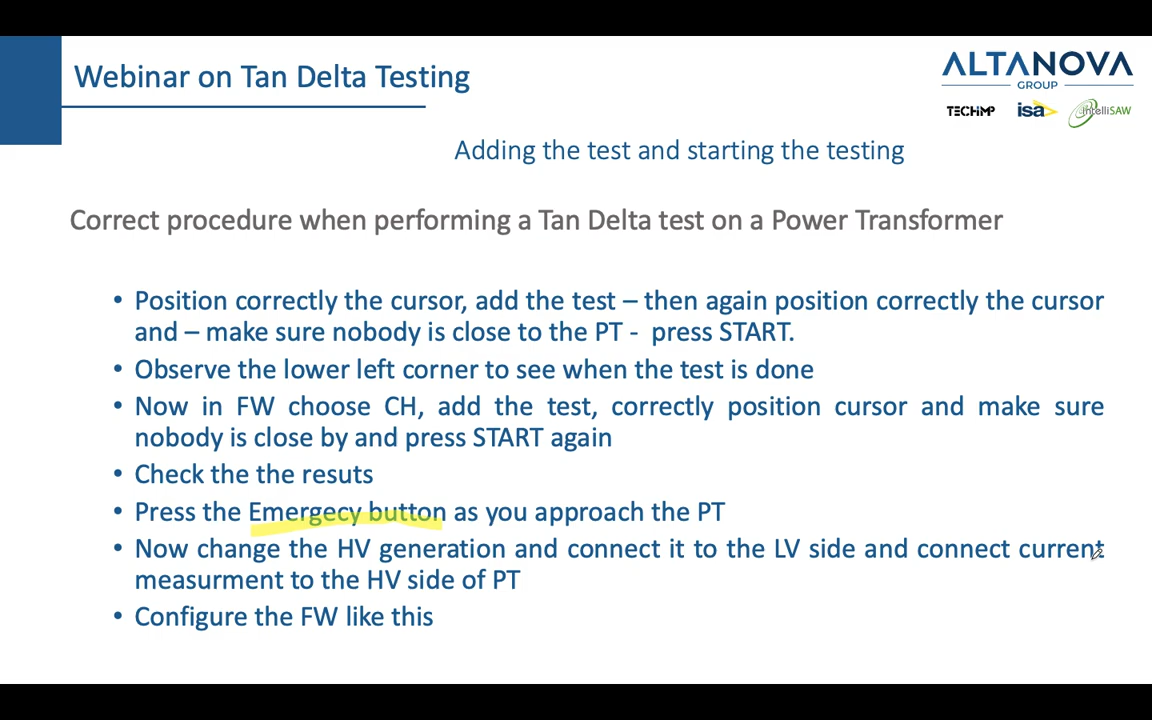 Webinar on Tan Delta Testing
ALTANOVA
GROUP
TECHIMP isa intelliSAW
Adding the test and starting the testing
Correct procedure when performing a Tan Delta test on a Power Transformer
• Position correctly the cursor, add the test – then again position correctly the cursor
and – make sure nobody is close to the PT - press START.
• Observe the lower left corner to see when the test is done
• Now in FW choose CH, add the test, correctly position cursor and make sure
nobody is close by and press START again
• Check the the resuts
• Press the Emergecy button as you approach the PT
• Now change the HV generation and connect it to the LV side and connect current
measurment to the HV side of PT
• Configure the FW like this